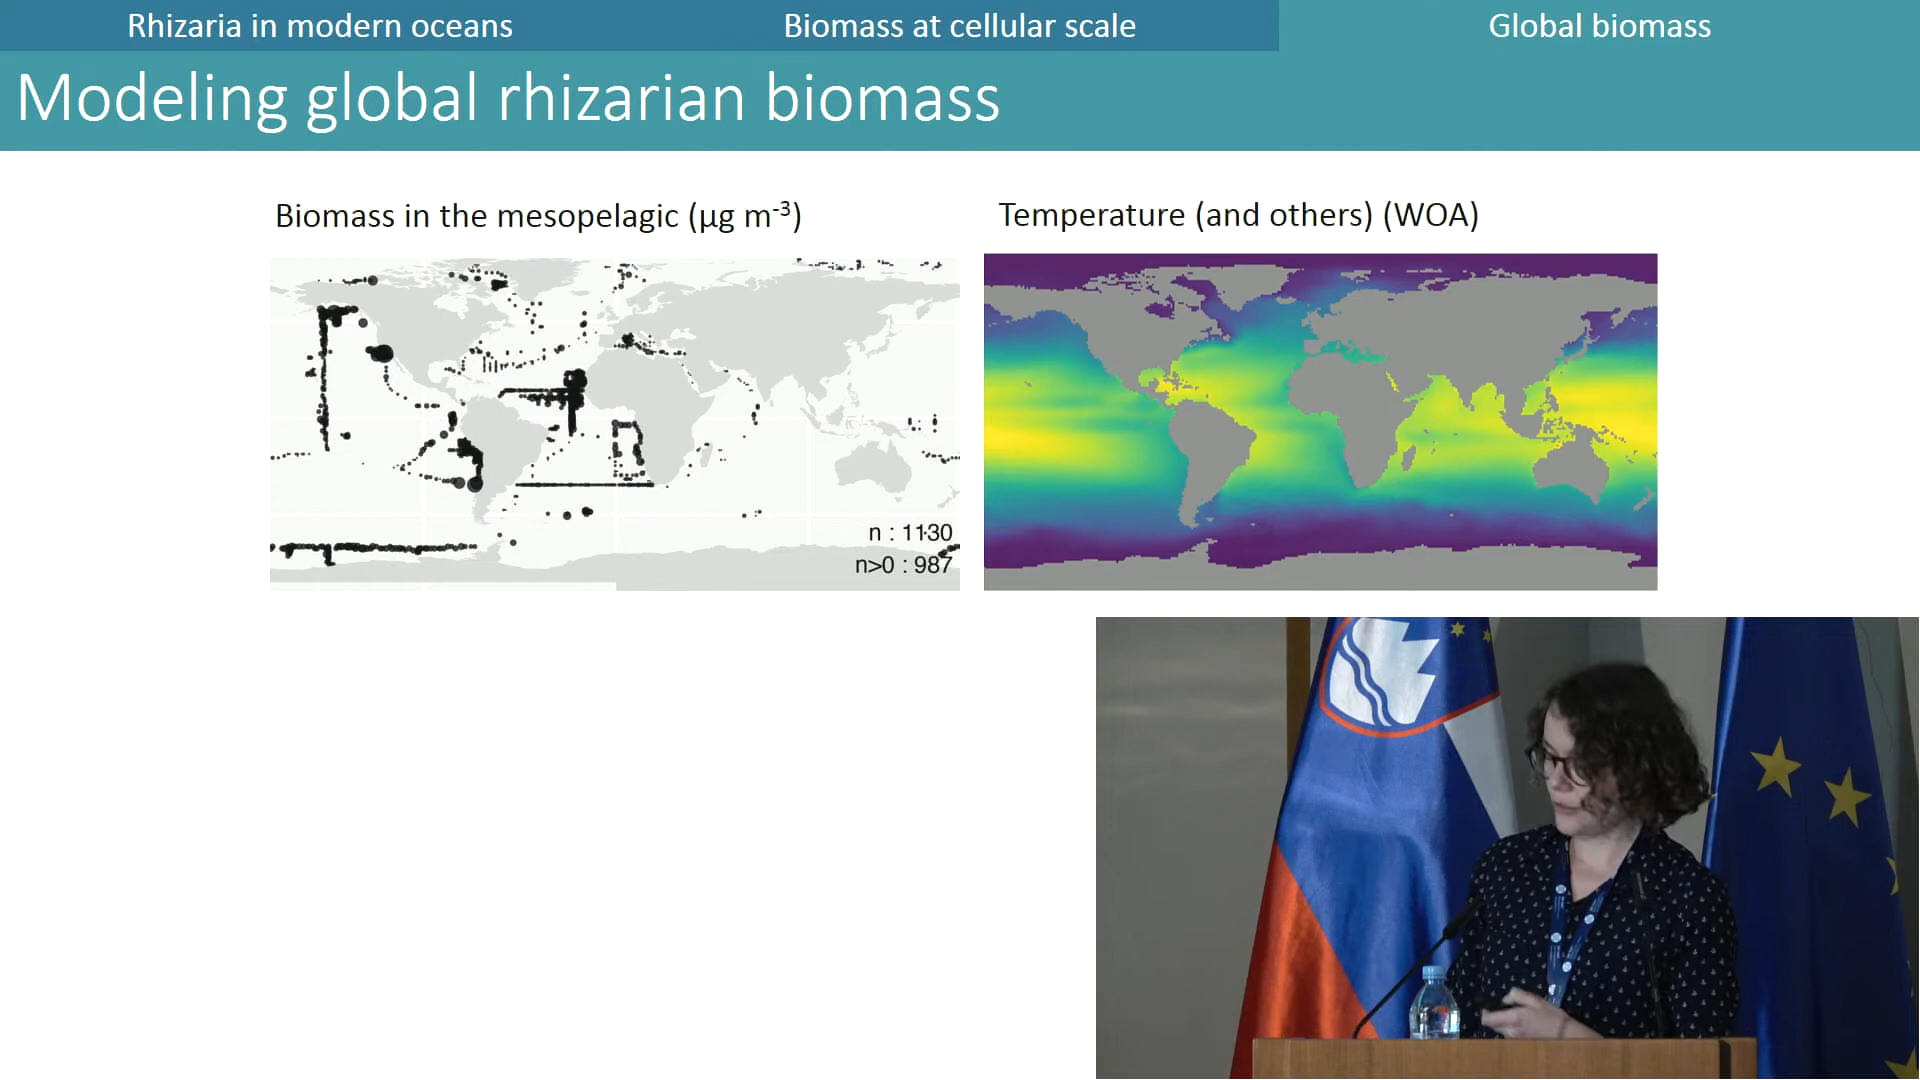 Rhizaria in modern oceans
Biomass at cellular scale
Global biomass
Modeling global rhizarian biomass
Biomass in the mesopelagic (µg m⁻³)
Temperature (and others) (WOA)
n : 1130
n>0 : 987